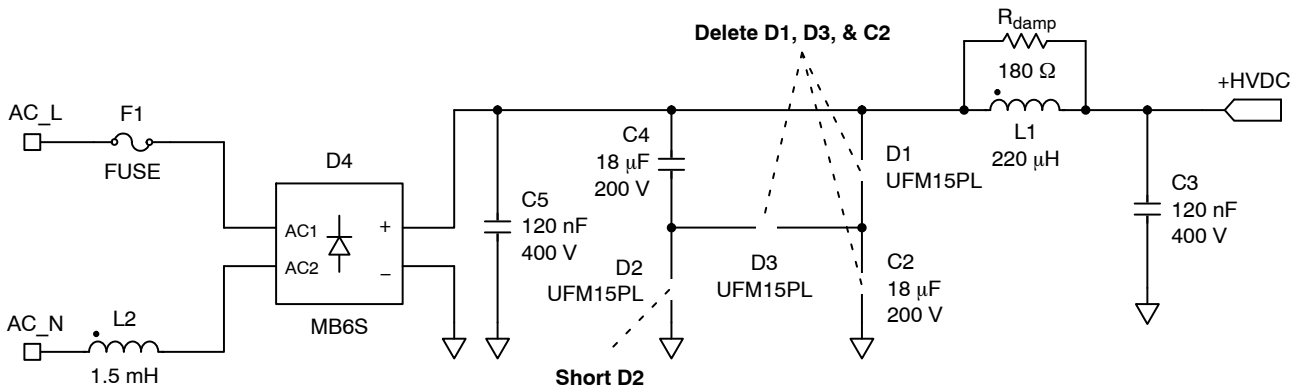 Delete D1, D3, & C2
Rdamp
180 Ω
+HVDC
AC_L
F1
FUSE
L1
220 μH
D4
AC1
AC2
+
−
MB6S
C5
120 nF
400 V
C4
18 μF
200 V
D1
UFM15PL
C3
120 nF
400 V
D2
UFM15PL
D3
UFM15PL
C2
18 μF
200 V
AC_N
L2
1.5 mH
Short D2